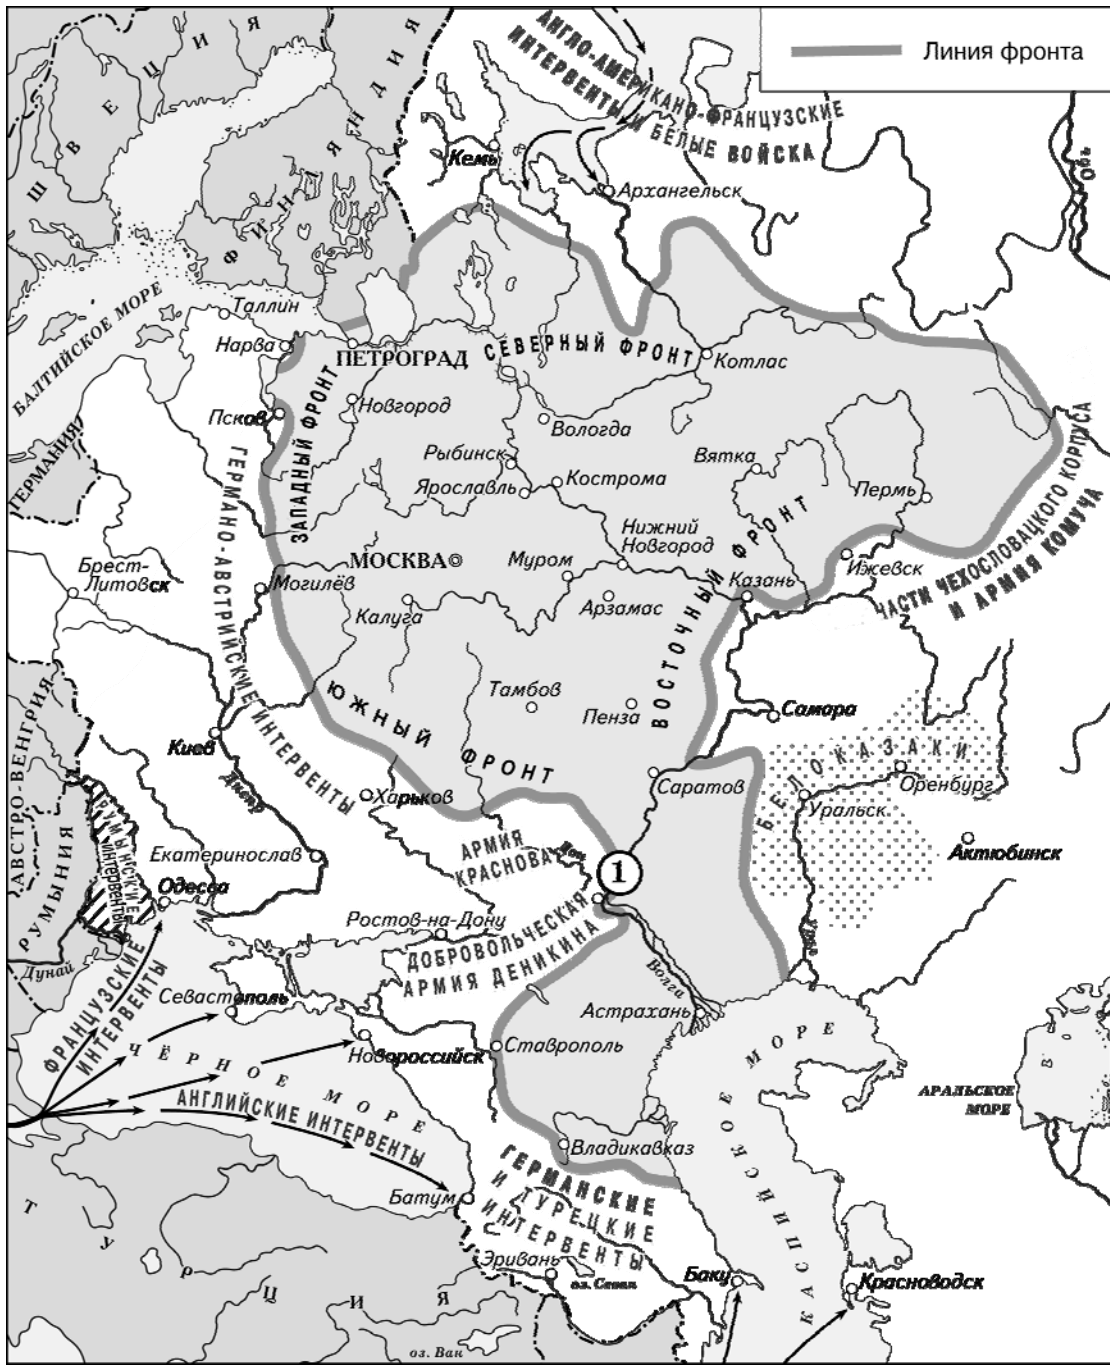 Линия фронта
ШВЕЦИЯ
ФИНЛЯНДИЯ
АНГЛО-АМЕРИКАНО-ФРАНЦУЗСКИЕ
ИНТЕРВЕНТЫ И БЕЛЫЕ ВОЙСКА
Кемь
Архангельск
Обь
БАЛТИЙСКОЕ МОРЕ
Таллин
Нарва
ПЕТРОГРАД
СЕВЕРНЫЙ ФРОНТ
Котлас
Псков
Новгород
ЗАПАДНЫЙ ФРОНТ
Вологда
ГЕРМАНИЯ
Рыбинск
Ярославль
Кострома
Вятка
Пермь
ГЕРМАНО-АВСТРИЙСКИЕ ИНТЕРВЕНТЫ
ЧАСТИ ЧЕХОСЛОВАЦКОГО КОРПУСА
И АРМИЯ КОМУЧА
Нижний
Новгород
ВОСТОЧНЫЙ ФРОНТ
Брест-
Литовск
Могилёв
МОСКВА
Муром
Казань
Ижевск
Калуга
Арзамас
ЮЖНЫЙ ФРОНТ
Тамбов
Пенза
Самара
АВСТРО-ВЕНГРИЯ
Киев
Днепр
Харьков
Саратов
БЕЛОКАЗАКИ
Оренбург
Уральск
Актюбинск
РУМЫНИЯ
РУМЫНСКИЕ
ИНТЕРВЕНТЫ
Екатеринослав
АРМИЯ
КРАСНОВА
Дон
1
Одесса
Ростов-на-Дону
ДОБРОВОЛЬЧЕСКАЯ
АРМИЯ ДЕНИКИНА
Урал
Дунай
Волга
ФРАНЦУЗСКИЕ
ИНТЕРВЕНТЫ
Севастополь
Астрахань
Новороссийск
Ставрополь
ЧЁРНОЕ МОРЕ
АНГЛИЙСКИЕ ИНТЕРВЕНТЫ
АРАЛЬСКОЕ
МОРЕ
КАСПИЙСКОЕ МОРЕ
Владикавказ
ГЕРМАНСКИЕ
И ТУРЕЦКИЕ
ИНТЕРВЕНТЫ
Батум
ТУРЦИЯ
Эривань
оз. Севан
Баку
Красноводск
оз. Ван